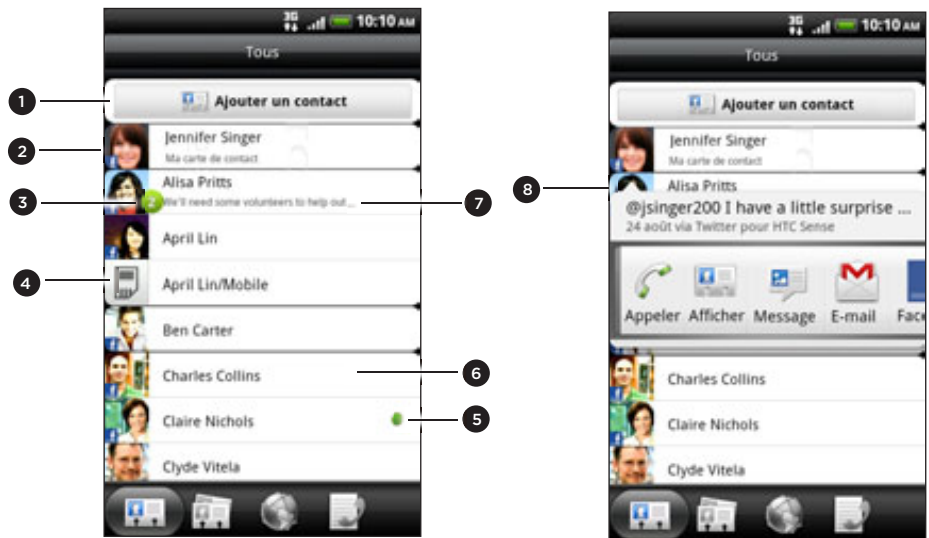 3G 10:10 AM
Tous
1
Ajouter un contact
2
Jennifer Singer
Ma carte de contact
Alisa Pritts
3
2
We'll need some volunteers to help out...
7
April Lin
4
April Lin/Mobile
Ben Carter
Charles Collins
6
Claire Nichols
5
Clyde Vitela
3G 10:10 AM
Tous
Ajouter un contact
Jennifer Singer
Ma carte de contact
8
Alisa Pritts
@jsinger200 I have a little surprise ...
24 août via Twitter pour HTC Sense
Appeler Afficher Message E-mail Face
Charles Collins
Claire Nichols
Clyde Vitela